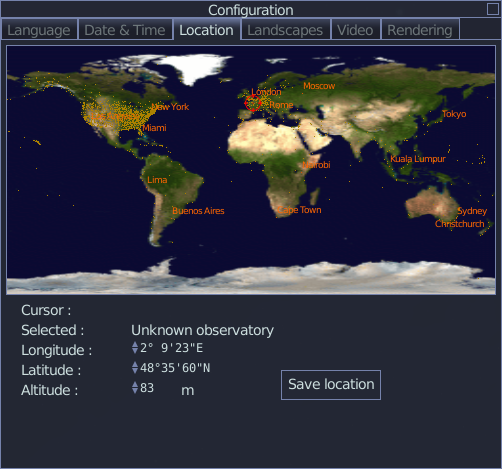 Configuration
Language Date & Time Location Landscapes Video Rendering
Moscow
London
New York
Rome
Tokyo
Miami
Kuala Lumpur
Lima
Buenos Aires
Cape Town
Sydney
Christchurch
Cursor :
Selected : Unknown observatory
Longitude : 2° 9'23"E
Latitude : 48°35'60"N
Altitude : 83 m
Save location